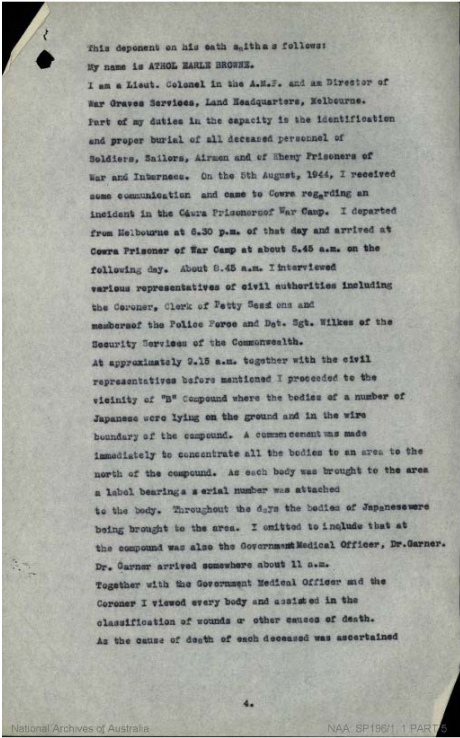 This deponent on his oath saith as follows:
My name is ATHOL EARLE BROWNE.
I am a Lieut. Colonel in the A.M.F. and am Director of
War Graves Services, Land Headquarters, Melbourne.
Part of my duties in the capacity is the identification
and proper burial of all deceased personnel of
Soldiers, Sailors, Airmen and of Enemy Prisoners of
War and Internees. On the 5th August, 1944, I received
some communication and came to Cowra regarding an
incident in the Cowra Prisonerof War Camp. I departed
from Melbourne at 6.30 p.m. of that day and arrived at
Cowra Prisoner of War Camp at about 5.45 a.m. on the
following day. About 8.45 a.m. I interviewed
various representatives of civil authorities including
the Coroner, Clerk of Petty Sessions and
membersof the Police Force and Det. Sgt. Wilkes of the
Security Services of the Commonwealth.
At approximately 9.15 a.m. together with the civil
representatives before mentioned I proceeded to the
vicinity of "B" Compound where the bodies of a number of
Japanese were lying on the ground and in the wire
boundary of the compound. A commencement was made
immediately to concentrate all the bodies to an area to the
north of the compound. As each body was brought to the area
a label bearing a serial number was attached
to the body. Throughout the days the bodies of Japanese were
being brought to the area. I omitted to include that at
the compound was also the Government Medical Officer, Dr.Garner.
Dr. Garner arrived somewhere about 11 a.m.
Together with the Government Medical Officer and the
Coroner I viewed every body and assisted in the
classification of wounds or other causes of death.
As the cause of death of each deceased was ascertained
4.
National Archives of Australia
NAA: SP196/1, 1 PART 5